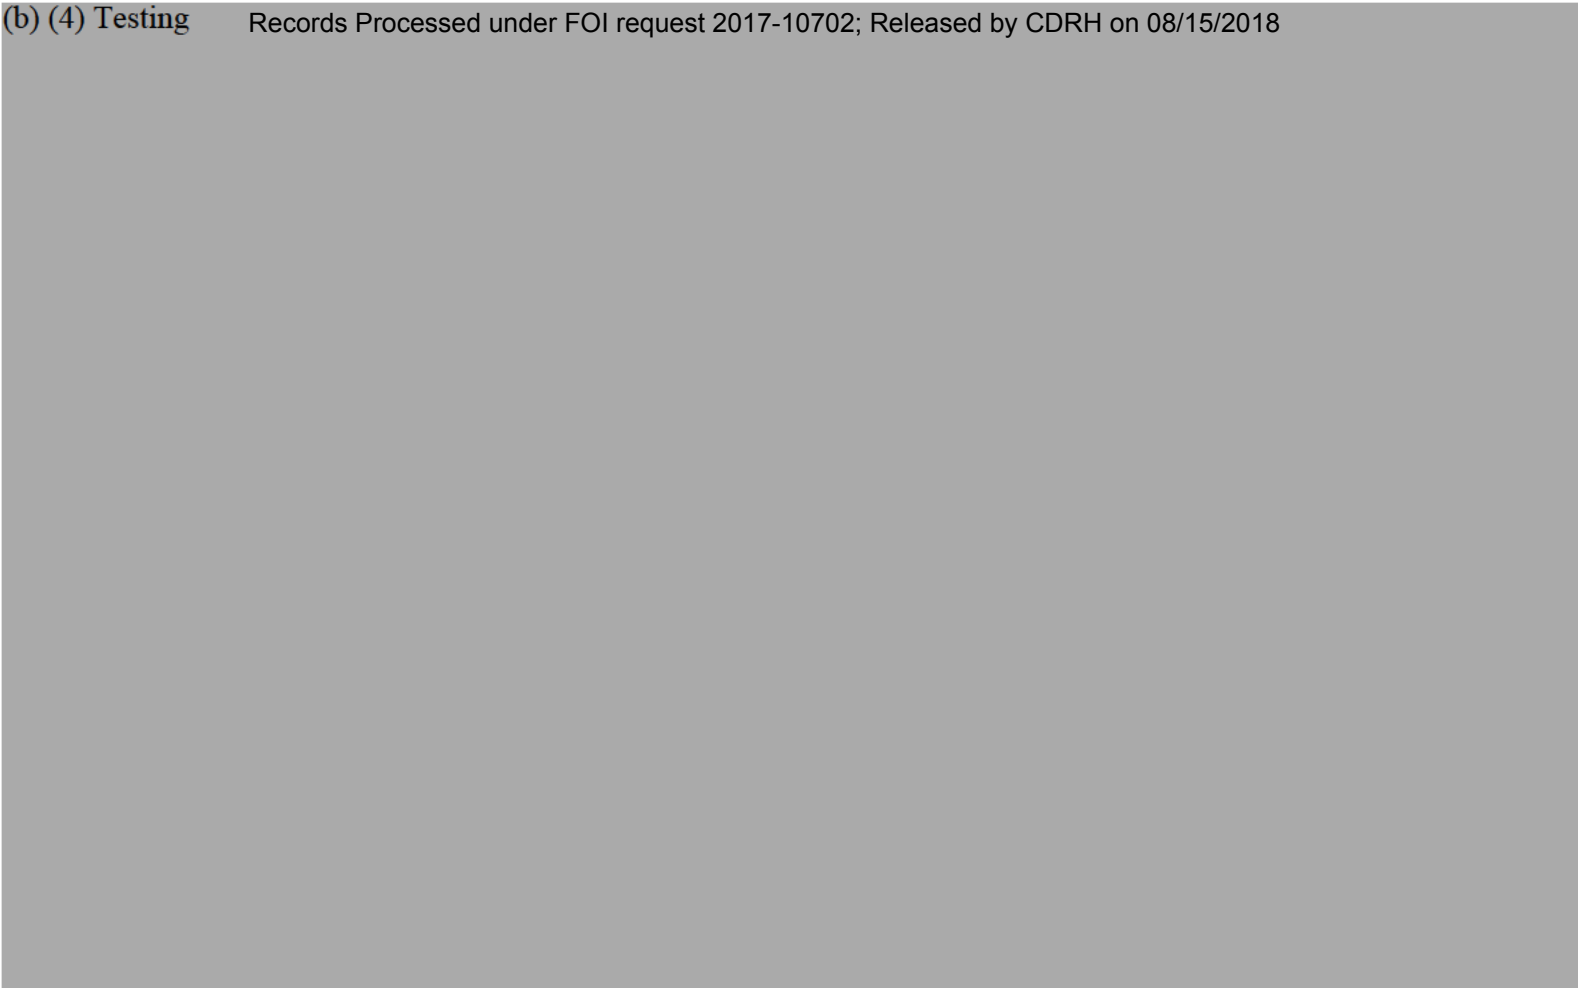 (b) (4) Testing Records Processed under FOI request 2017-10702; Released by CDRH on 08/15/2018